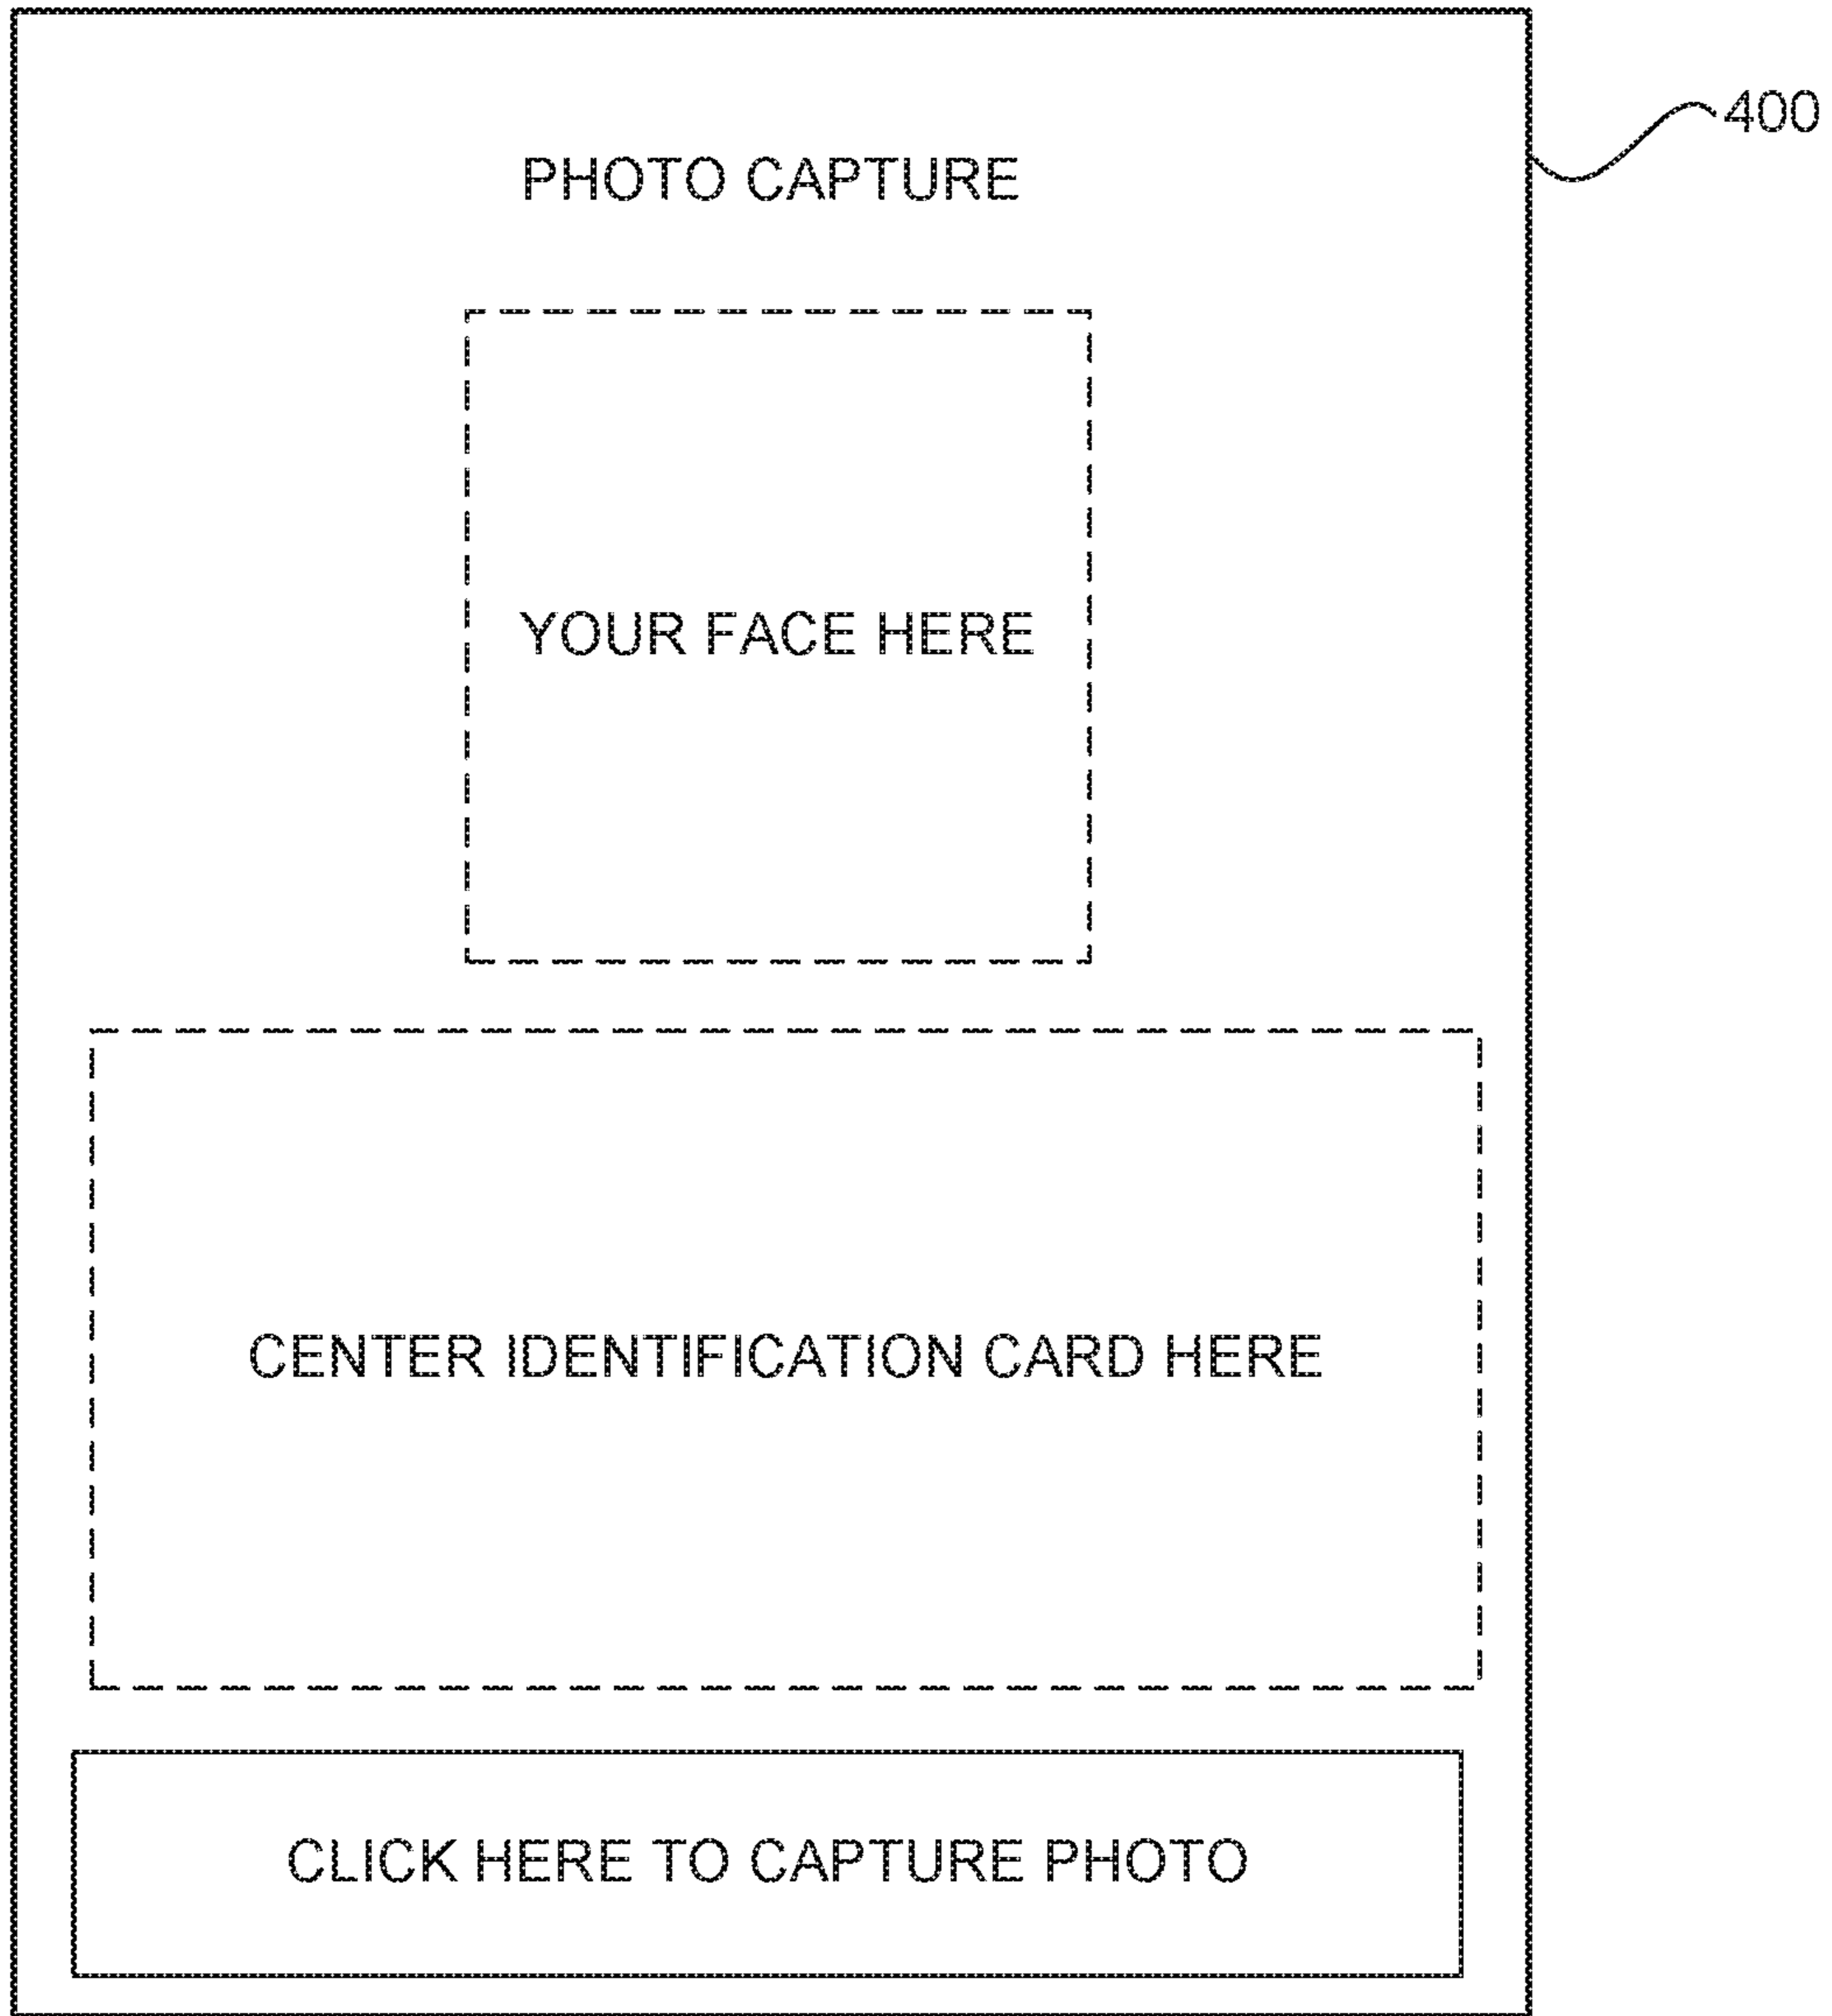 400
PHOTO CAPTURE
YOUR FACE HERE
CENTER IDENTIFICATION CARD HERE
CLICK HERE TO CAPTURE PHOTO